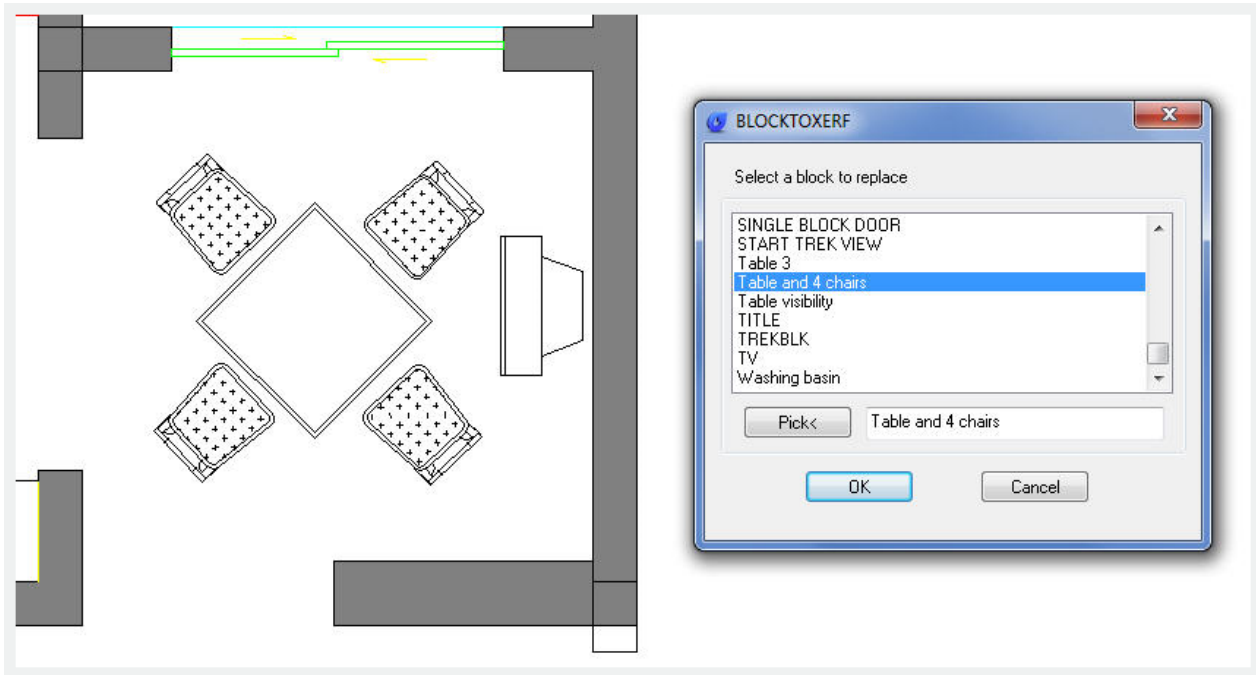 BLOCKTOXERF
Select a block to replace
SINGLE BLOCK DOOR
START TREK VIEW
Table 3
Table and 4 chairs
Table visibility
TITLE
TREKBLK
TV
Washing basin
Pick< Table and 4 chairs
OK Cancel